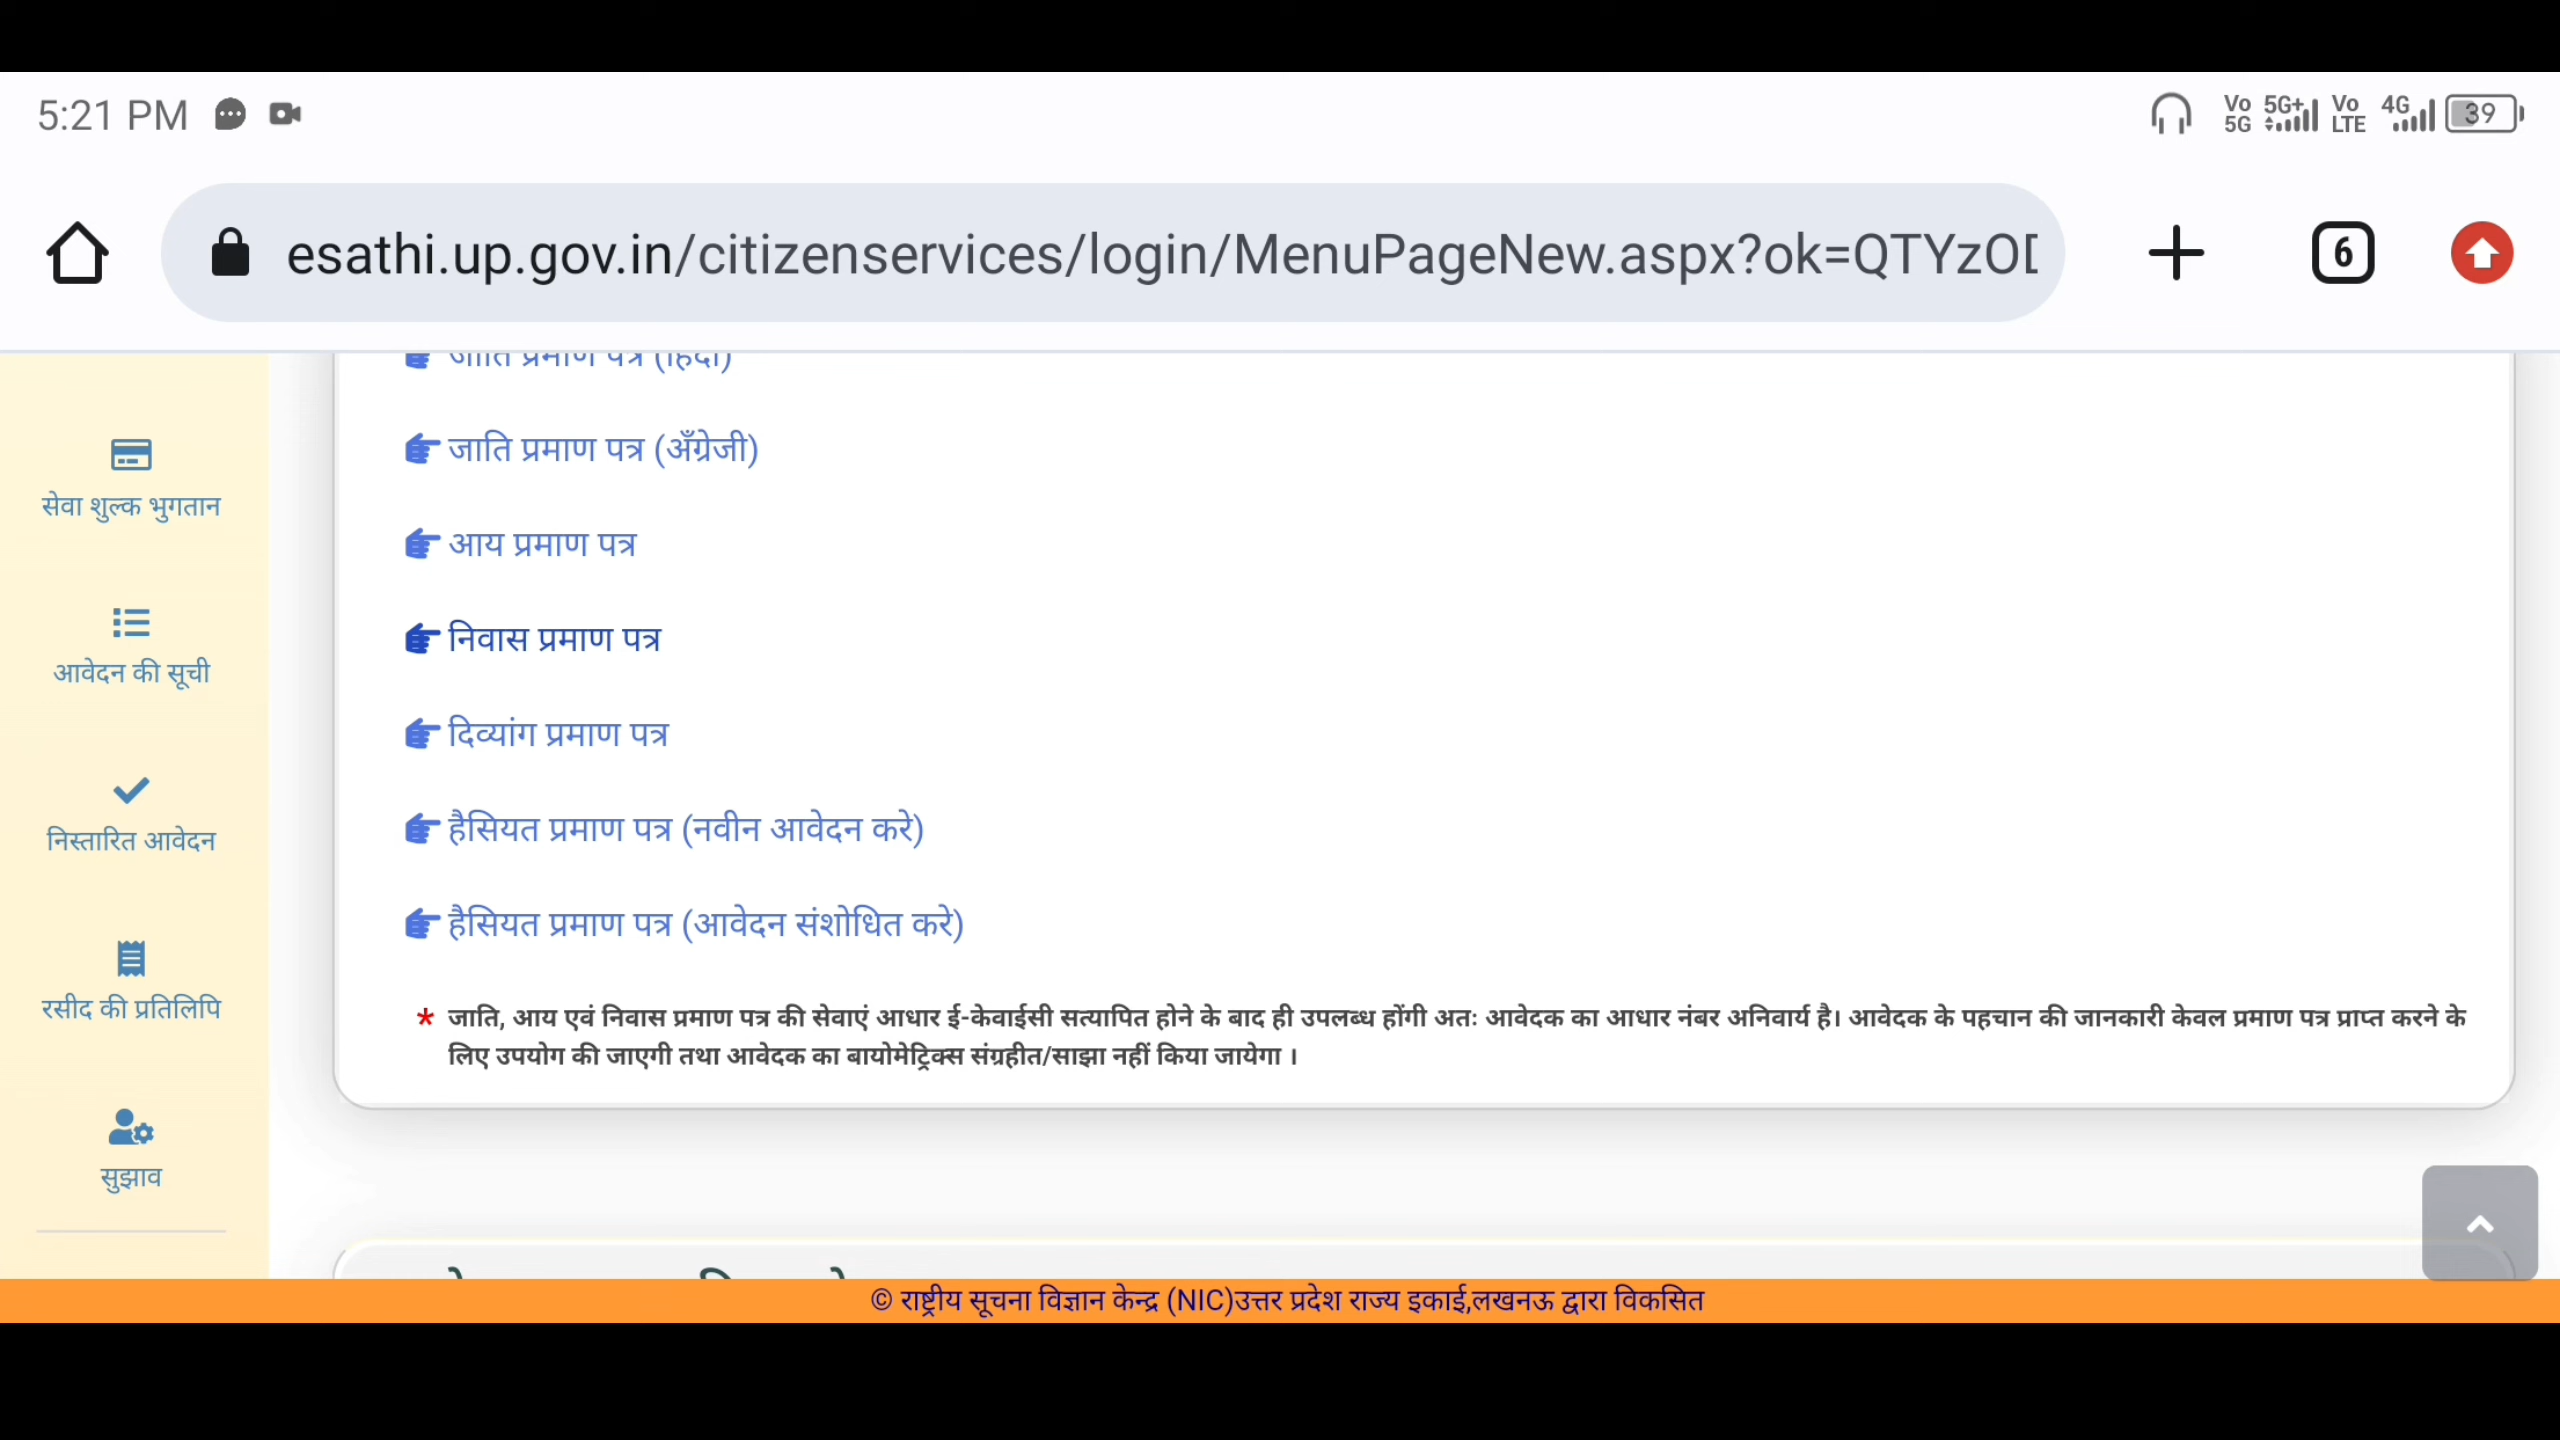 5:21 PM
Vo 5G 5G+ Vo LTE 4G 39
esathi.up.gov.in/citizenservices/login/MenuPageNew.aspx?ok=QTYzO
6
जाति प्रमाण पत्र (हिंदी)
जाति प्रमाण पत्र (अँग्रेजी)
आय प्रमाण पत्र
निवास प्रमाण पत्र
दिव्यांग प्रमाण पत्र
हैसियत प्रमाण पत्र (नवीन आवेदन करे)
हैसियत प्रमाण पत्र (आवेदन संशोधित करे)
* जाति, आय एवं निवास प्रमाण पत्र की सेवाएं आधार ई-केवाईसी सत्यापित होने के बाद ही उपलब्ध होंगी अतः आवेदक का आधार नंबर अनिवार्य है। आवेदक के पहचान की जानकारी केवल प्रमाण पत्र प्राप्त करने के
लिए उपयोग की जाएगी तथा आवेदक का बायोमेट्रिक्स संग्रहीत/साझा नहीं किया जायेगा ।
सेवा शुल्क भुगतान
आवेदन की सूची
निस्तारित आवेदन
रसीद की प्रतिलिपि
सुझाव
© राष्ट्रीय सूचना विज्ञान केन्द्र (NIC)उत्तर प्रदेश राज्य इकाई,लखनऊ द्वारा विकसित